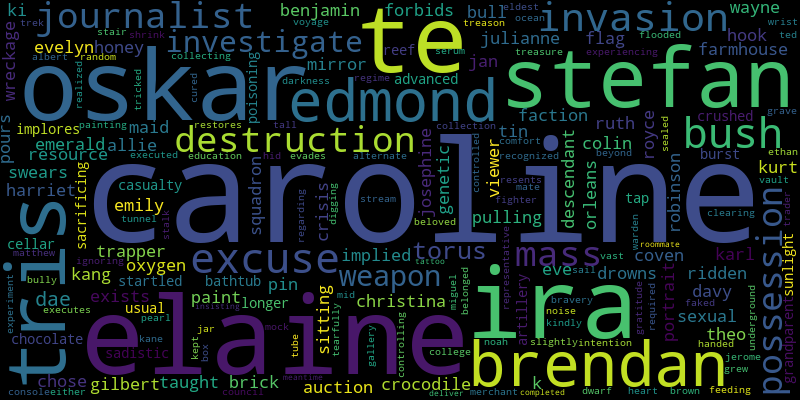 ki journalist benjamin forbids bull invasion wayne eldest
voyage ocean treason wrist
trek stair shrink te julianne flag hook ted
wreckage evelyn honey investigate reef jan farmhouse flooded
albert random collecting mirror serum treasure experiencing
oskar poisoning darkness regime advanced stefan
realized tricked cured redmond crushed grave
pours implores painting restores tall faction ruth royce bush
maid destruction tin colin sealed
emerald allie executed education hid evades alternate controlled comfort recognized beyond burst ethan
resource josephine genetic viewer descendant orleans kurt
swears caroline mate presents vault
harriet sacrificing casualty squadron stalk regarding crisis digging stream beloved fighter robinson trader
emily tunnel pulling tap clearing
cellar trapper excuse implied torus mass coven warden roommate karl possession sunlight
matthew ignoring tattoo vast
tris kang oxygen startled bathtub weapon eve sail drowns ridden
bully dae exists pin mid christina miguel belonged representative artillery bravery portrait davy
experiment executes usual paint longer sitting insisting ira noise faked sexual
pearl jar mock tearfully kindly gratitude required theo underground grandparent
chocolate kane elaine tube gallery controlling noah slightly intention handed
sadistic kept box college brendan jerome
chose gilbert taught brick meantime auction crocodile k grew
console either council deliver merchant completed dwarf heart brown feeding